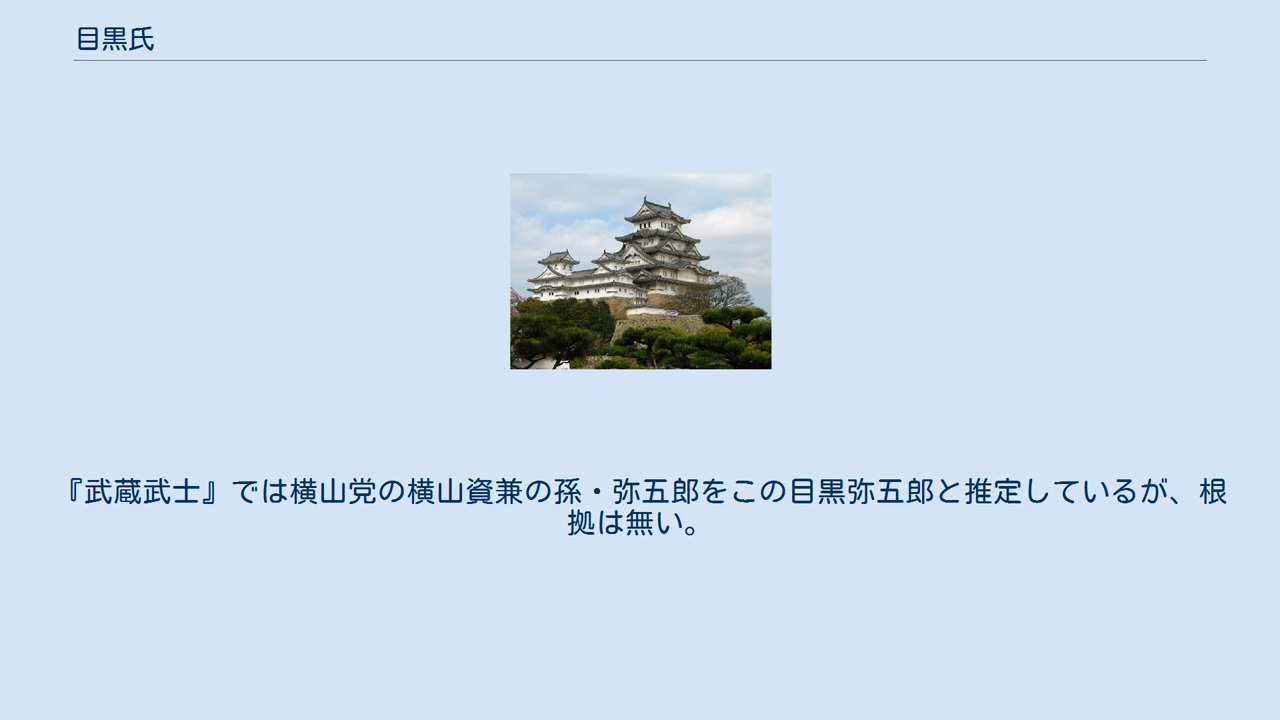 目黒氏
『武蔵武士』では横山党の横山資兼の孫・弥五郎をこの目黒弥五郎と推定しているが、根
拠は無い。